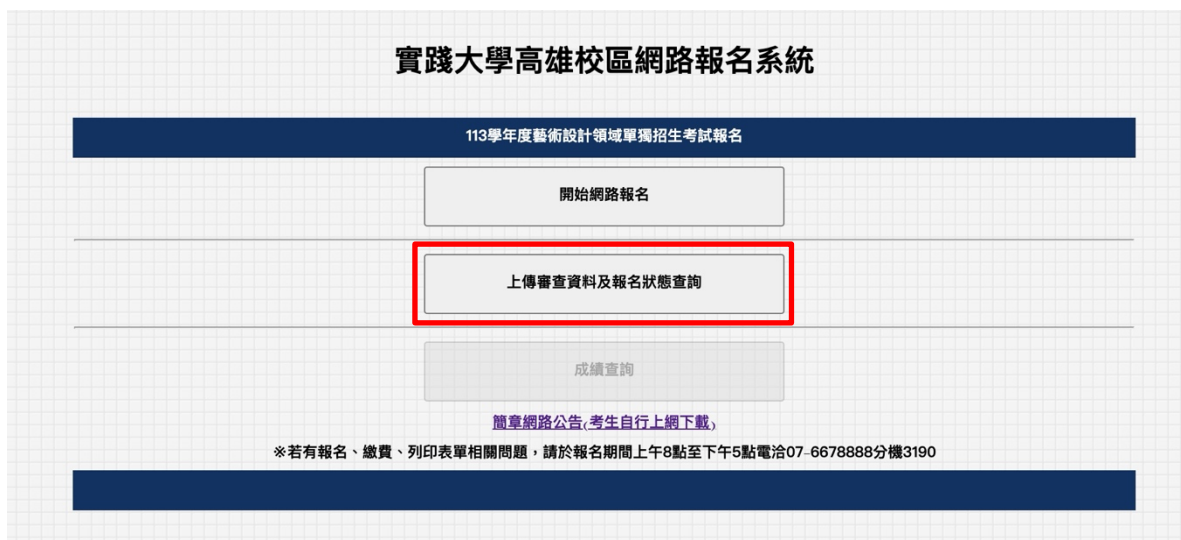 實踐大學高雄校區網路報名系統
113學年度藝術設計領域單獨招生考試報名
開始網路報名
上傳審查資料及報名狀態查詢
成績查詢
簡章網路公告(考生自行上網下載)
※若有報名、繳費、列印表單相關問題，請於報名期間上午8點至下午5點電洽07-6678888分機3190